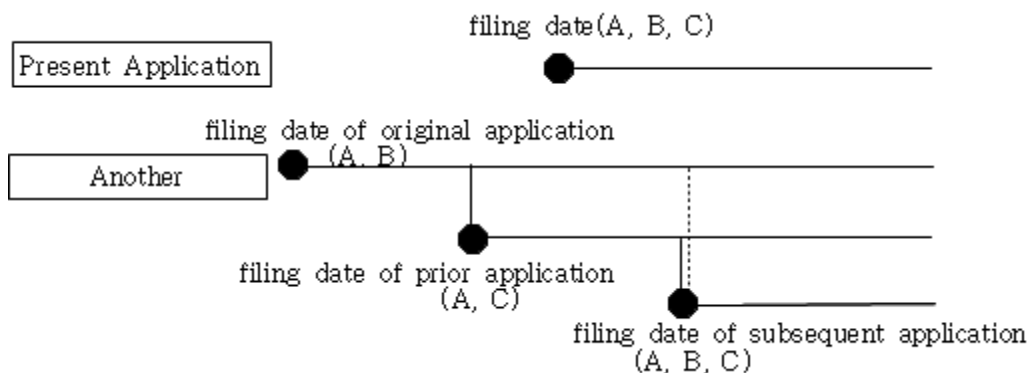 filing date(A, B, C)
Present Application
filing date of original application
(A, B)
Another
filing date of prior application
(A, C)
filing date of subsequent application
(A, B, C)